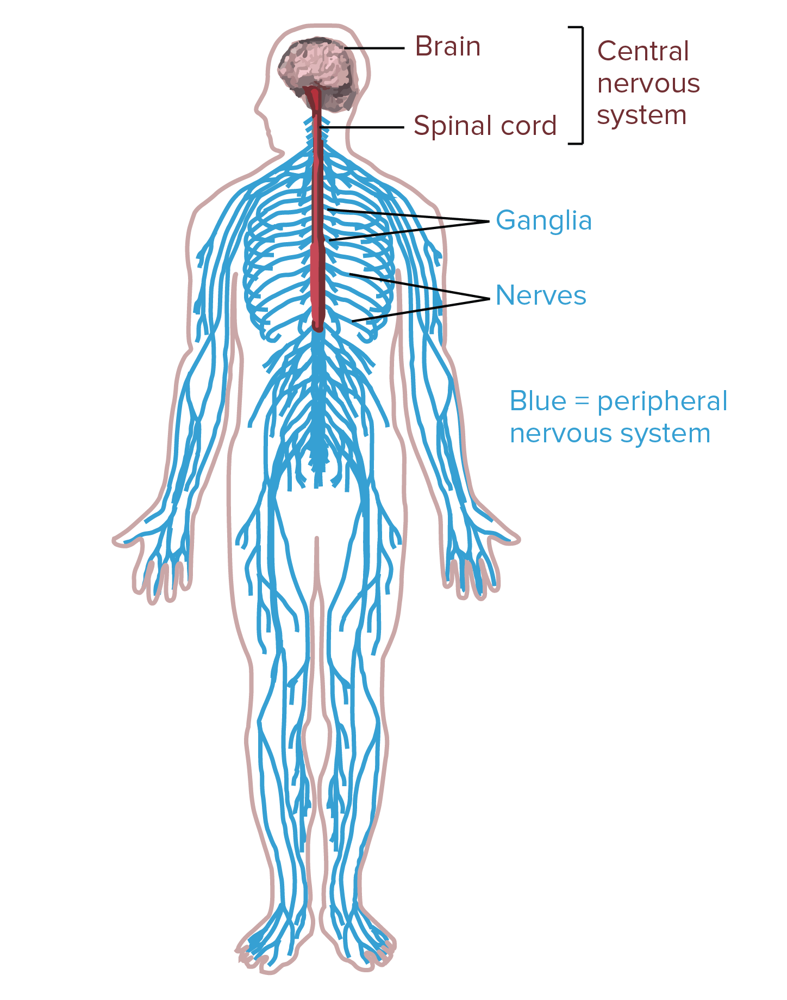 Brain
Spinal cord
Central
nervous
system
Ganglia
Nerves
Blue = peripheral
nervous system